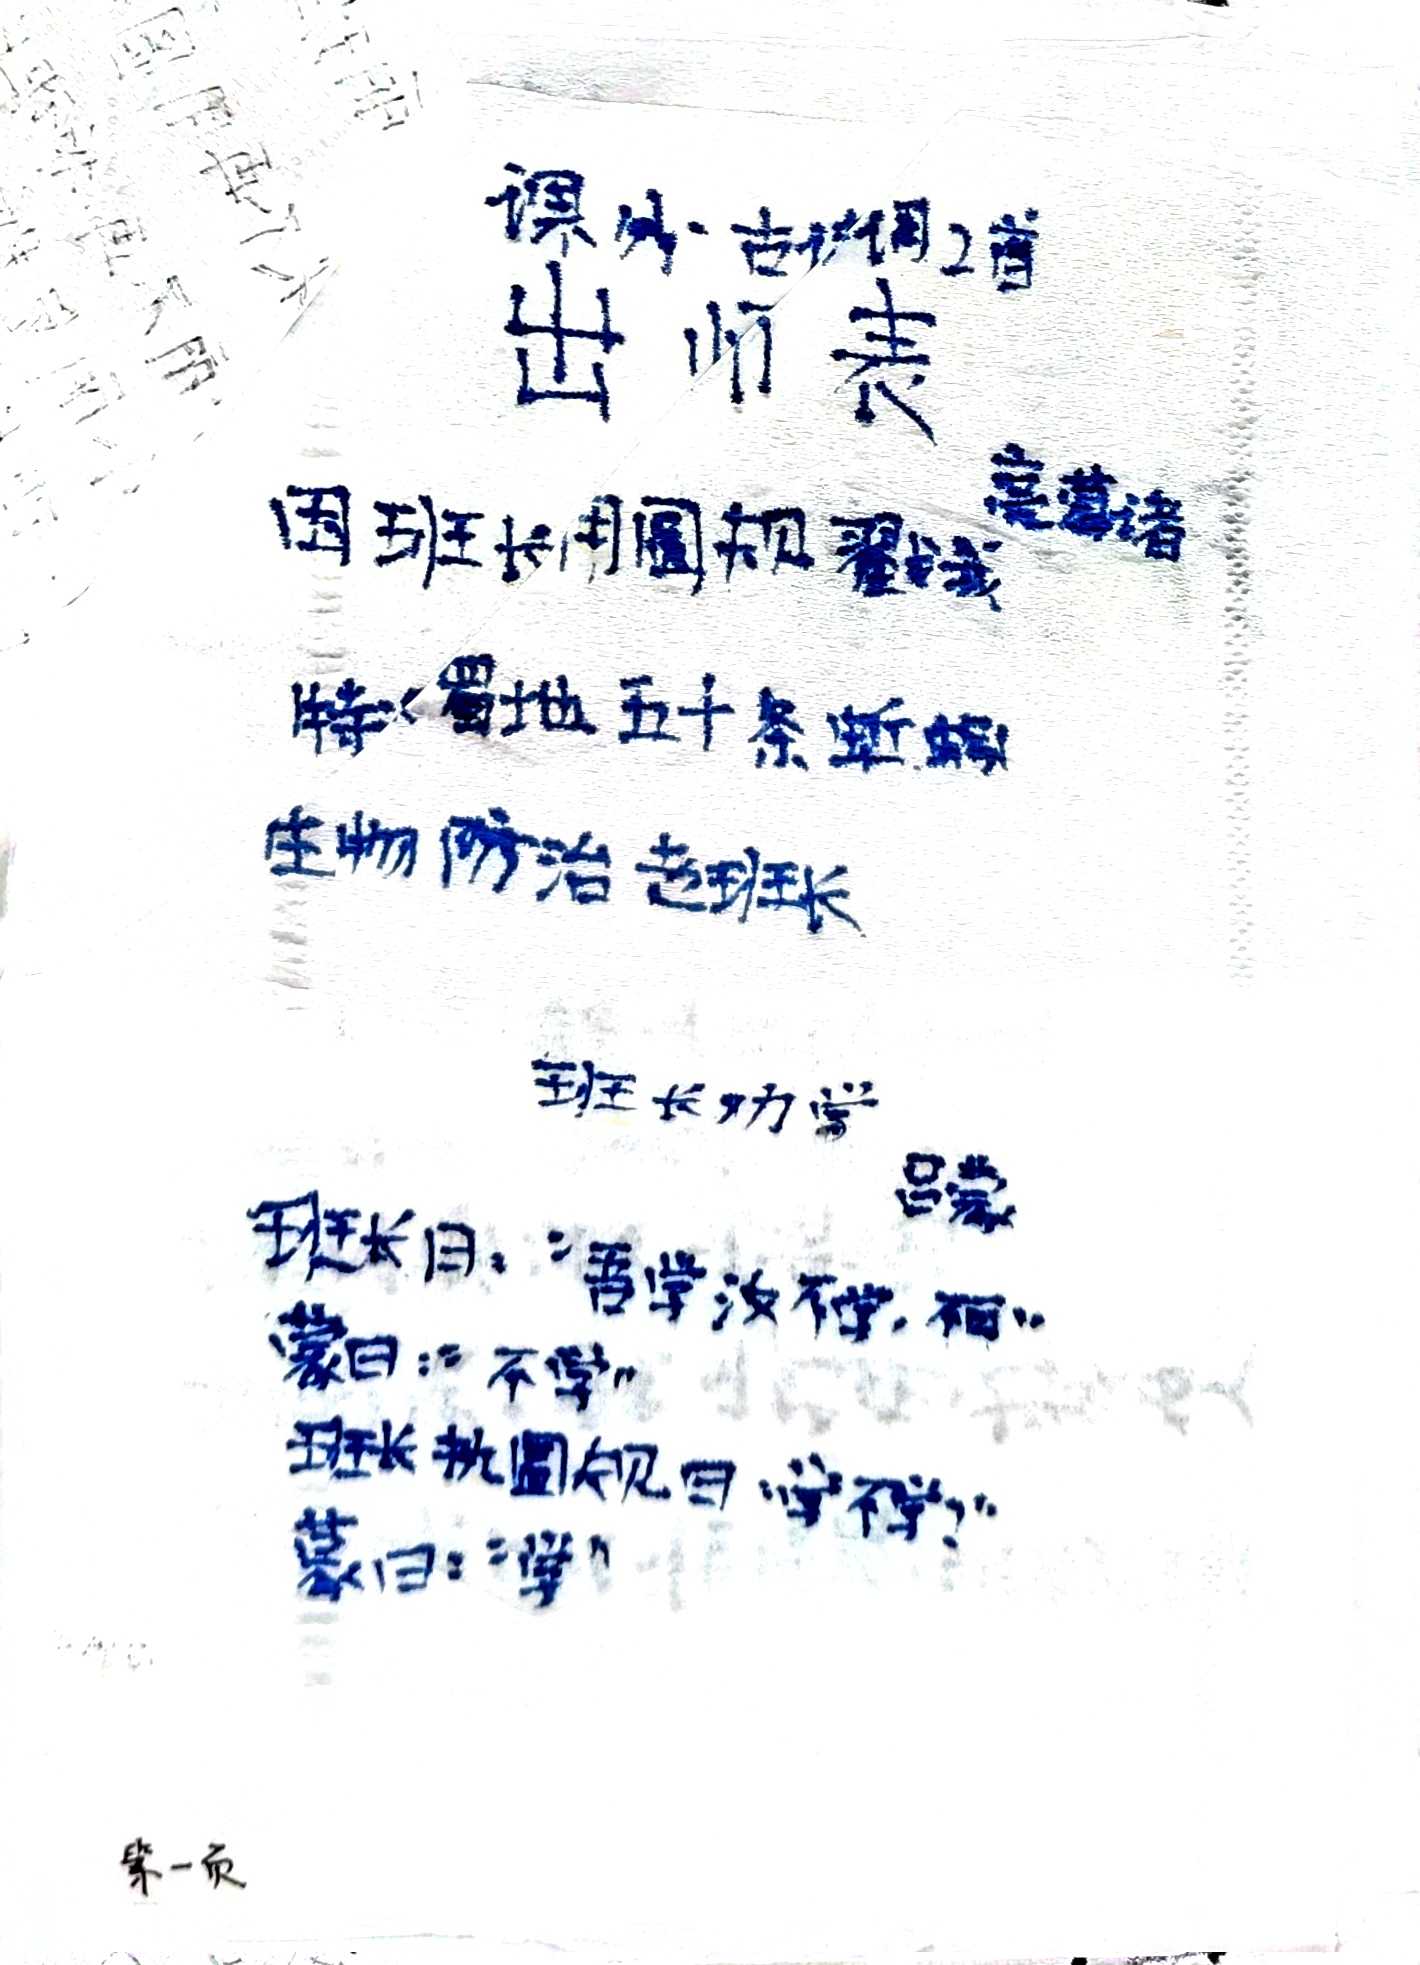 课外·古诗词2首
出师表
亮葛诸
因班长用圆规翟我
特 蜀地五十条蚯蚓
生物防治 班长
班长劝学
吕蒙
班长曰：“吾学汝不学，
蒙曰：“不学”
班长执圆规曰“学不学？”
蒙曰：“学”
第一页